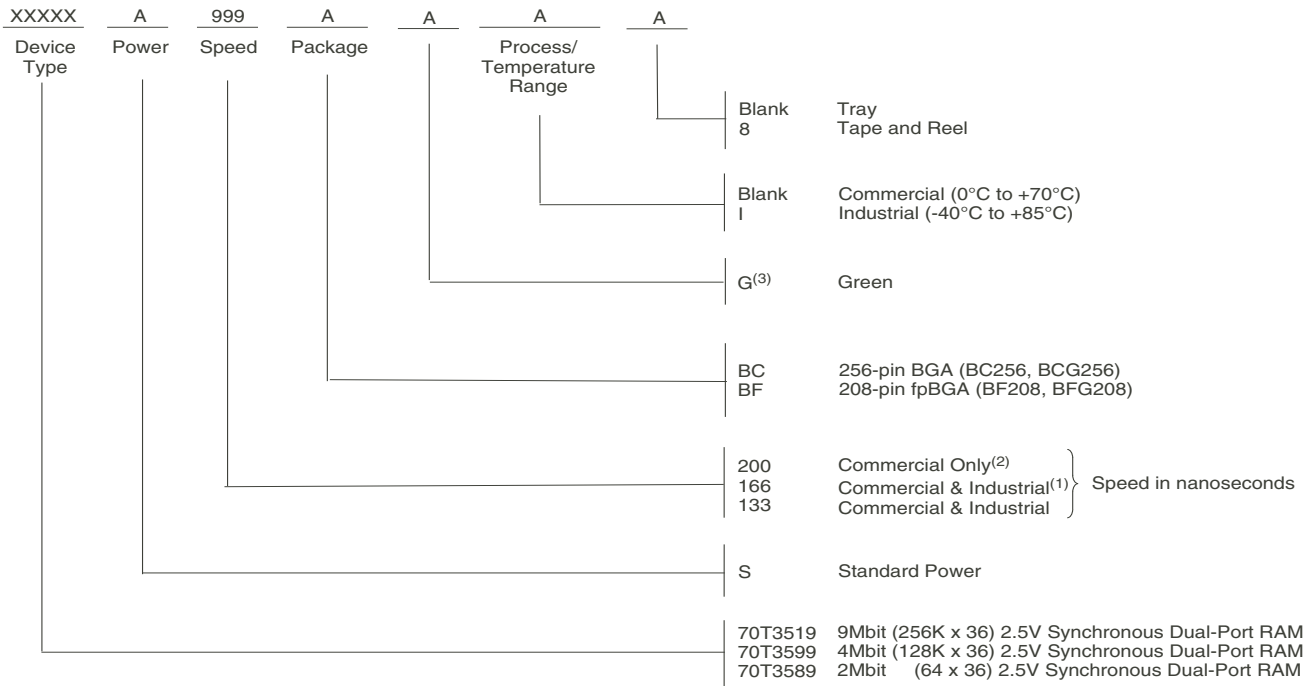 XXXXX A 999 A A A A
Device Type Power Speed Package Process/ Temperature Range
Blank Tray
8 Tape and Reel
Blank Commercial (0°C to +70°C)
I Industrial (-40°C to +85°C)
G(3) Green
BC 256-pin BGA (BC256, BCG256)
BF 208-pin fpBGA (BF208, BFG208)
200 Commercial Only(2)
166 Commercial & Industrial(1)
133 Commercial & Industrial
Speed in nanoseconds
S Standard Power
70T3519 9Mbit (256K x 36) 2.5V Synchronous Dual-Port RAM
70T3599 4Mbit (128K x 36) 2.5V Synchronous Dual-Port RAM
70T3589 2Mbit (64 x 36) 2.5V Synchronous Dual-Port RAM